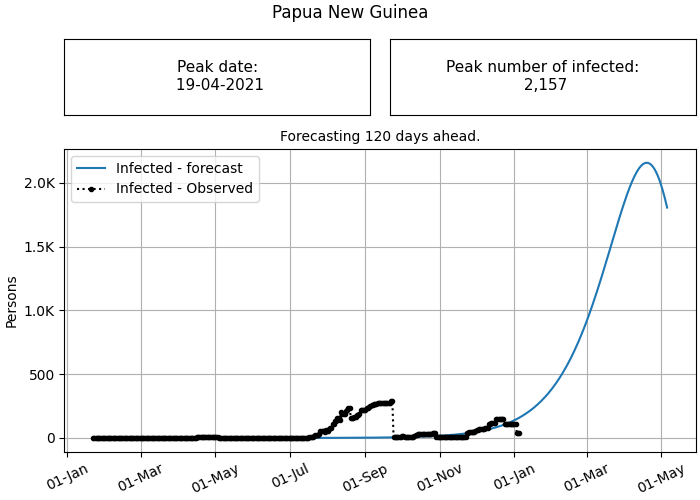 Papua New Guinea
Peak date:
19-04-2021
Peak number of infected:
2,157
Forecasting 120 days ahead.
Infected - forecast
Infected - Observed
2.0K
1.5K
1.0K
500
0
Persons
01-Jan
01-Mar
01-May
01-Jul
01-Sep
01-Nov
01-Jan
01-Mar
01-May